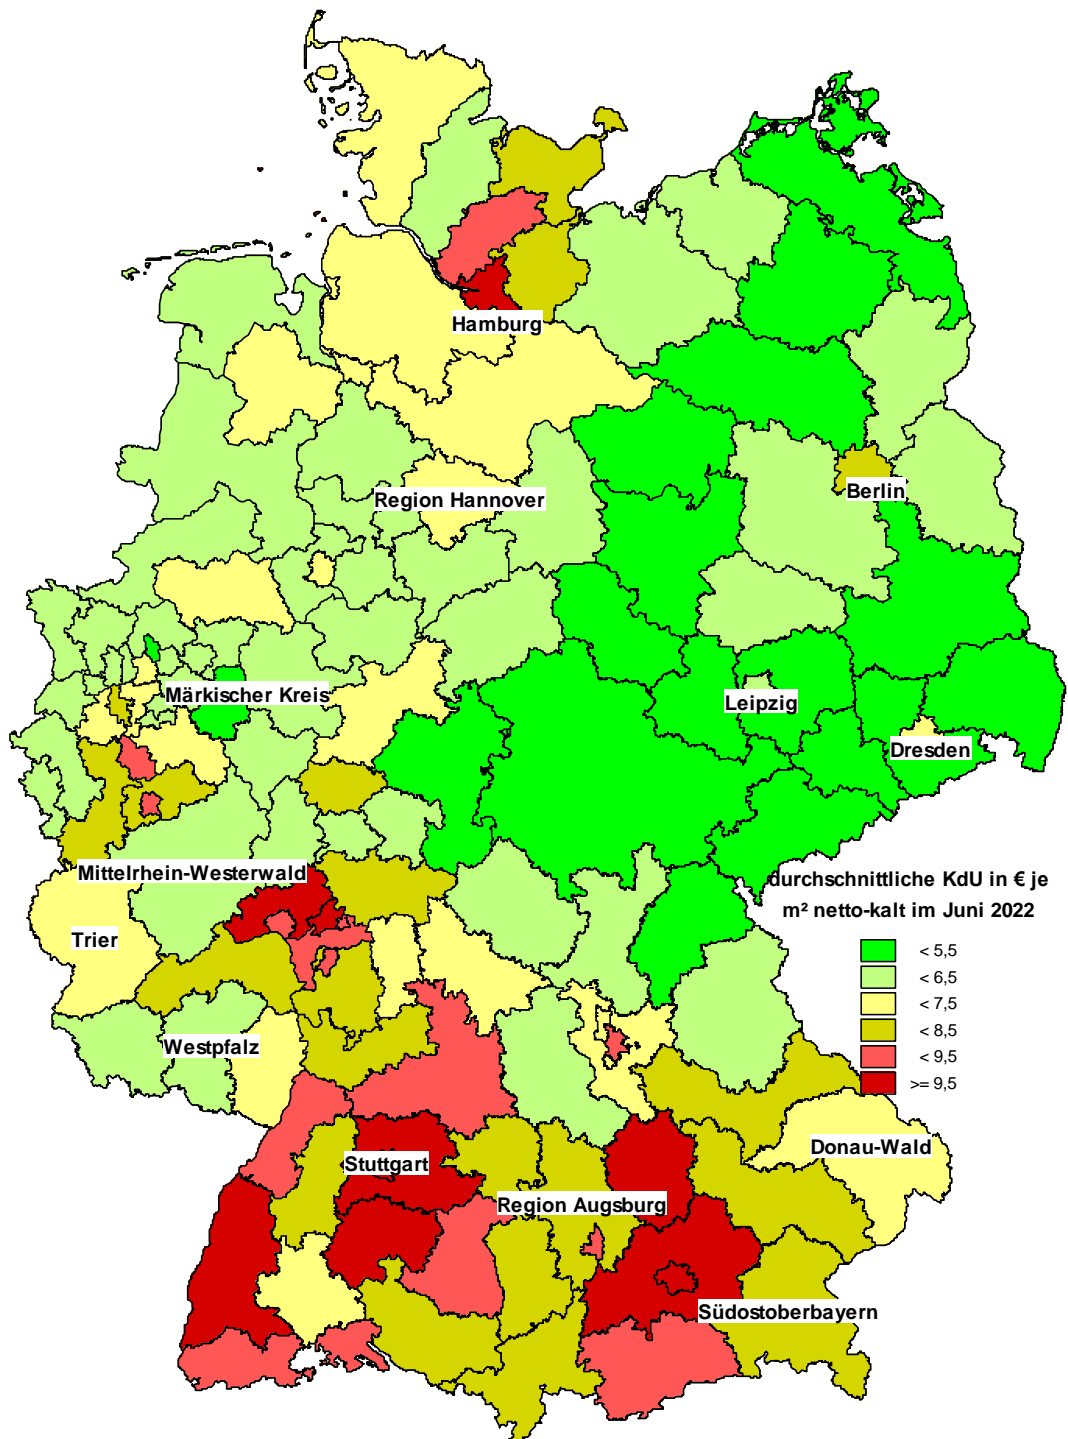 Hamburg
Region Hannover
Berlin
Märkischer Kreis
Leipzig
Dresden
Mittelrhein-Westerwald
durchschnittliche KdU in € je
m² netto-kalt im Juni 2022
Trier
< 5,5
< 6,5
< 7,5
< 8,5
< 9,5
>= 9,5
Westpfalz
Donau-Wald
Stuttgart
Region Augsburg
Südostoberbayern